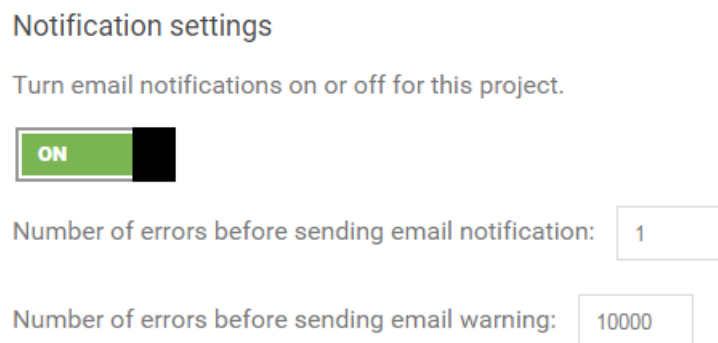 Notification settings
Turn email notifications on or off for this project.
ON
Number of errors before sending email notification: 1
Number of errors before sending email warning: 10000